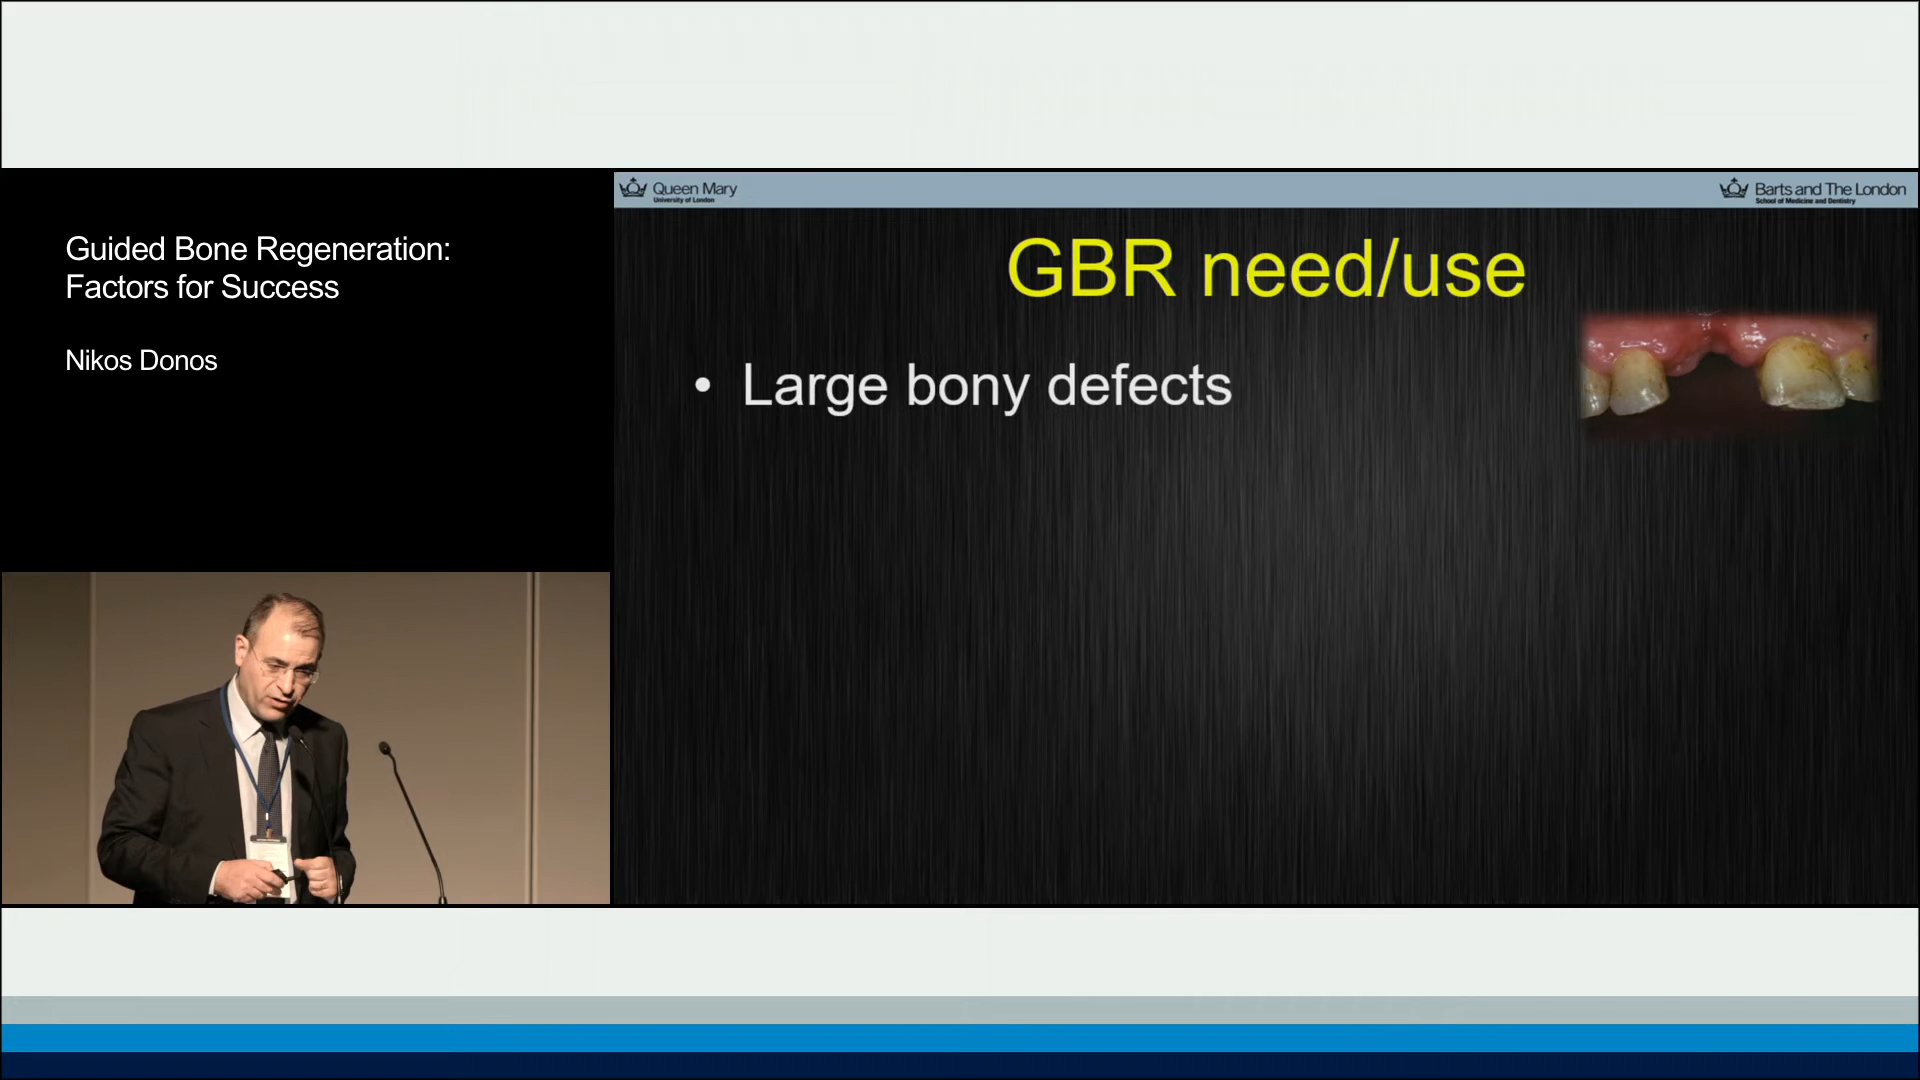 Guided Bone Regeneration:
Factors for Success
Nikos Donos
Queen Mary
University of London
Barts and The London
School of Medicine and Dentistry
GBR need/use
• Large bony defects